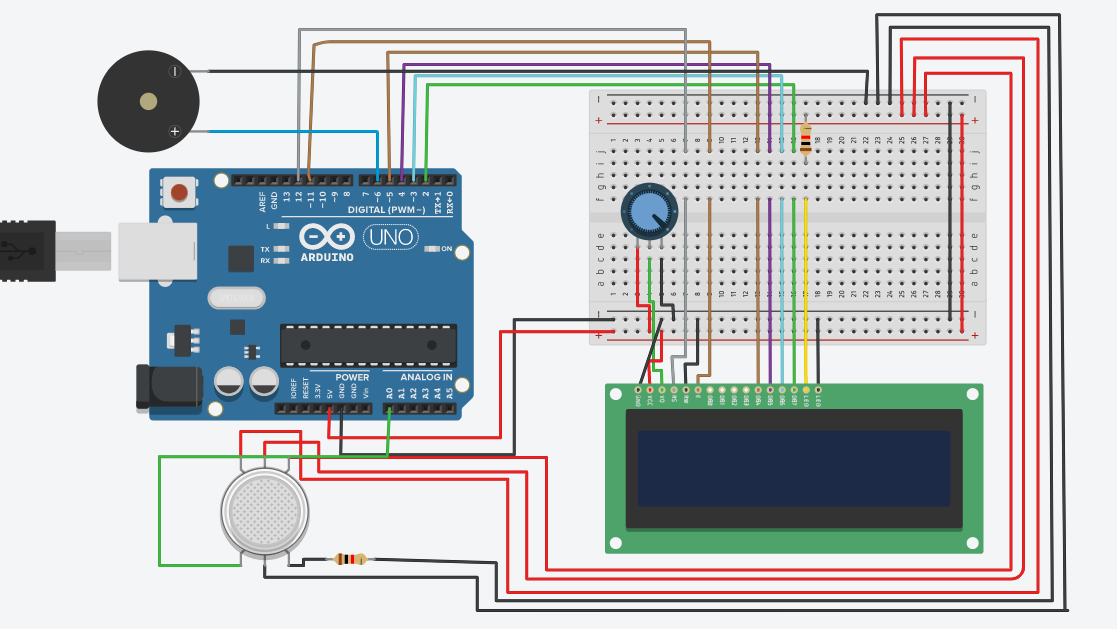 AREF
GND
13
12
~11
~10
~9
8
7
~6
~5
4
~3
2
TX→1
RX←0
DIGITAL (PWM~)
L
TX
RX
ON
UNO
ARDUINO
POWER
ANALOG IN
IOREF
RESET
3.3V
5V
GND
GND
Vin
A0
A1
A2
A3
A4
A5
GND
VCC
V0
RS
RW
E
DB0
DB1
DB2
DB3
DB4
DB5
DB6
DB7
LED
LED